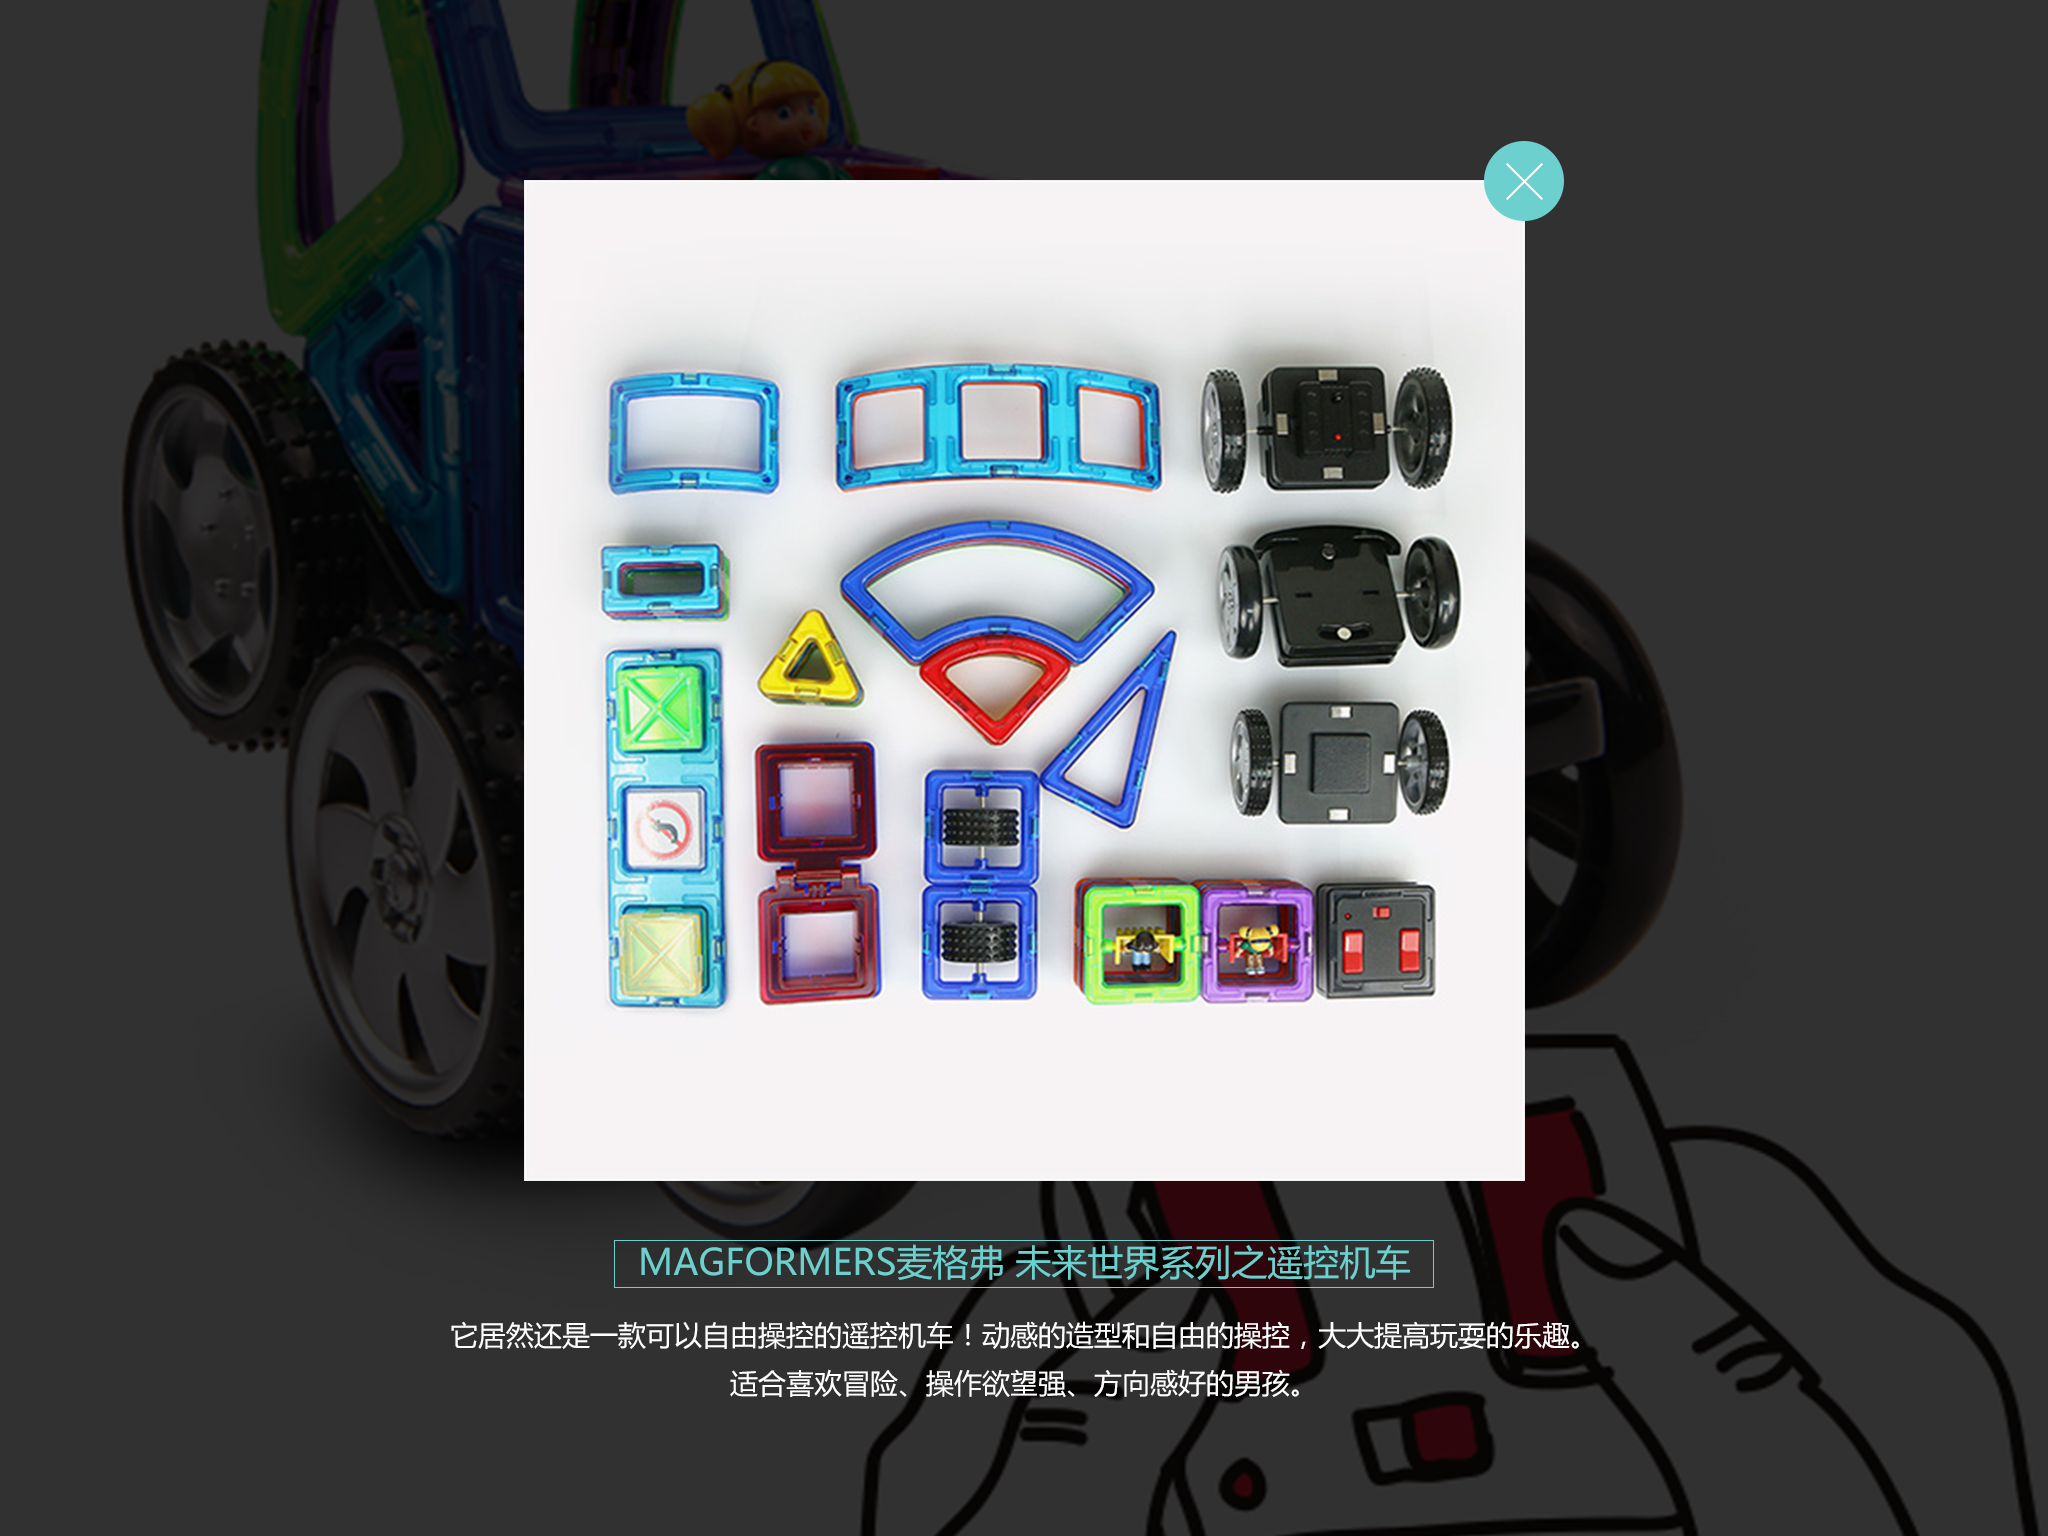 MAGFORMERS麦格弗 未来世界系列之遥控机车
它居然还是一款可以自由操控的遥控机车！动感的造型和自由的操控，大大提高玩耍的乐趣。
适合喜欢冒险、操作欲望强、方向感好的男孩。